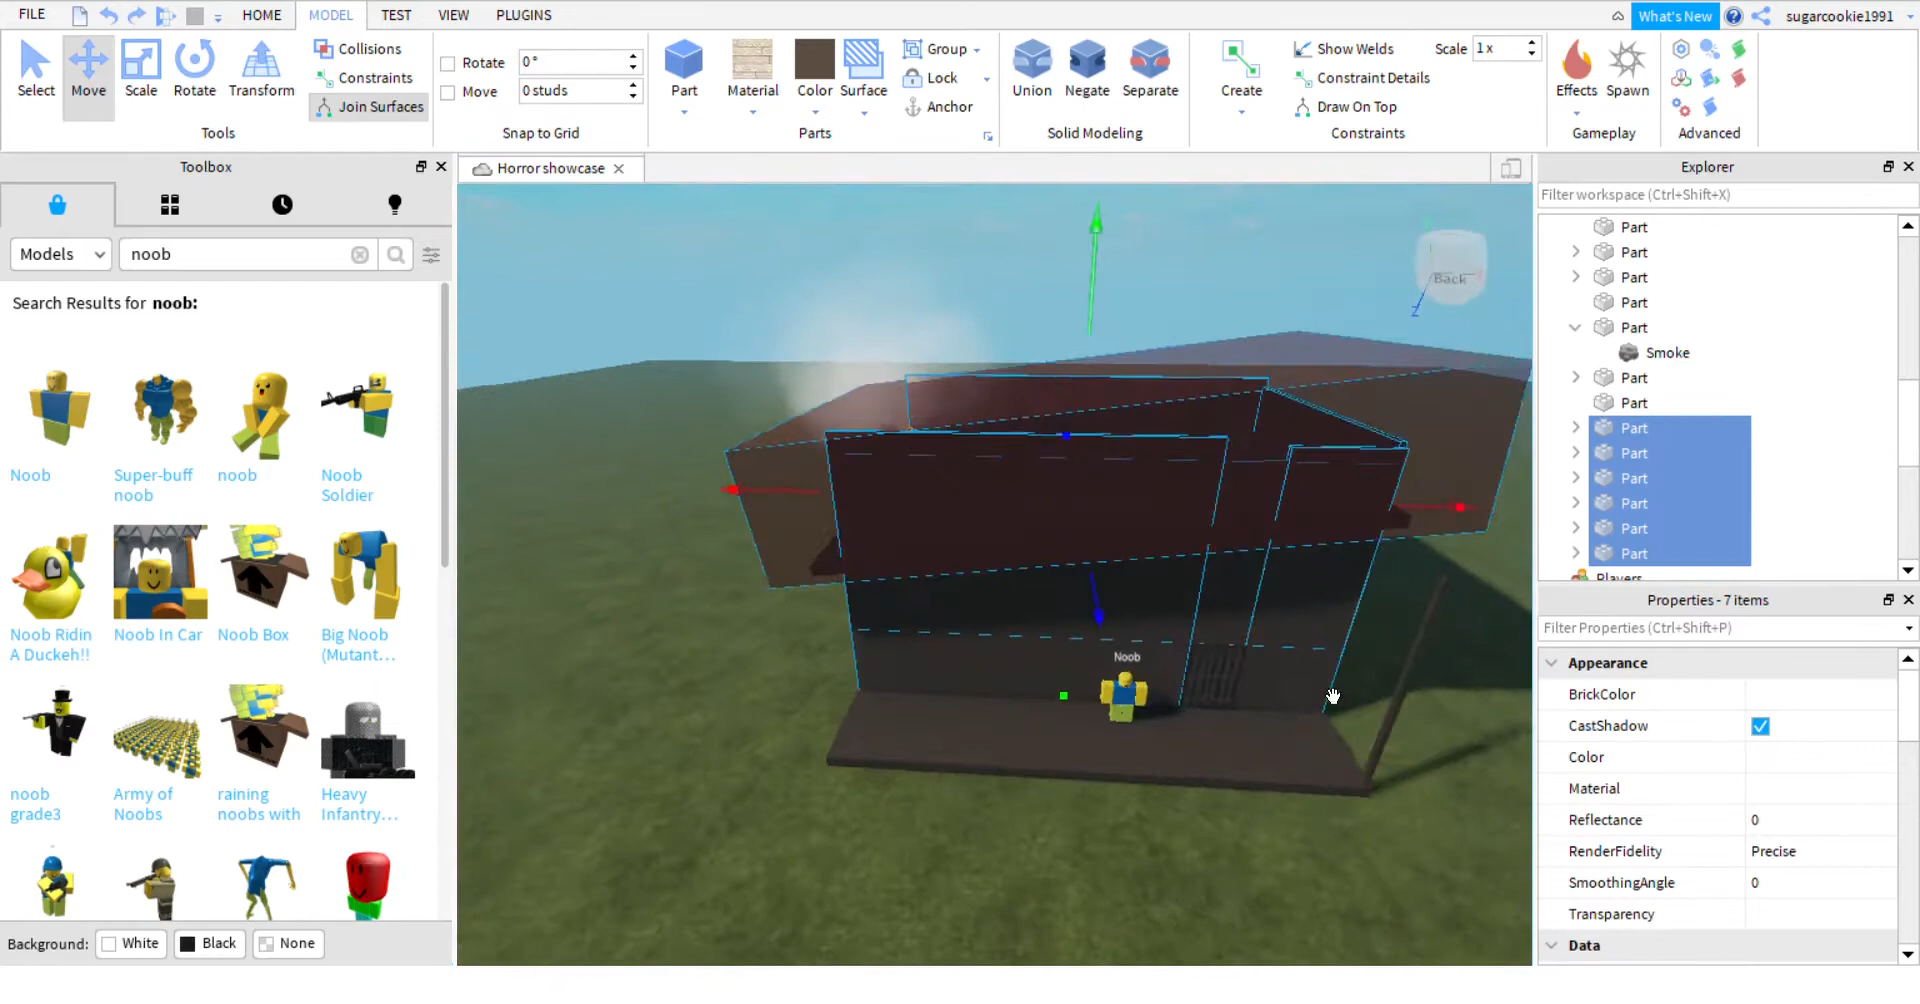 FILE HOME MODEL TEST VIEW PLUGINS What's New sugarcookie1991
Select Move Scale Rotate Transform
Collisions
Constraints
Join Surfaces
Tools
Rotate 0 °
Move 0 studs
Snap to Grid
Part Material Color Surface
Group
Lock
Anchor
Parts
Union Negate Separate
Solid Modeling
Create
Show Welds Scale 1 x
Constraint Details
Draw On Top
Constraints
Effects Spawn
Gameplay
Advanced
Toolbox
Models noob
Search Results for noob:
Noob
Super-buff
noob
noob
Noob
Soldier
Noob Ridin
A Duckeh!!
Noob In Car
Noob Box
Big Noob
(Mutant...
noob
grade3
Army of
Noobs
raining
noobs with
Heavy
Infantry...
Background: White Black None
Horror showcase
Back
Z
Noob
Explorer
Filter workspace (Ctrl+Shift+X)
Part
Part
Part
Part
Part
Smoke
Part
Part
Part
Part
Part
Part
Part
Part
Players
Properties - 7 items
Filter Properties (Ctrl+Shift+P)
Appearance
BrickColor
CastShadow
Color
Material
Reflectance 0
RenderFidelity Precise
SmoothingAngle 0
Transparency
Data